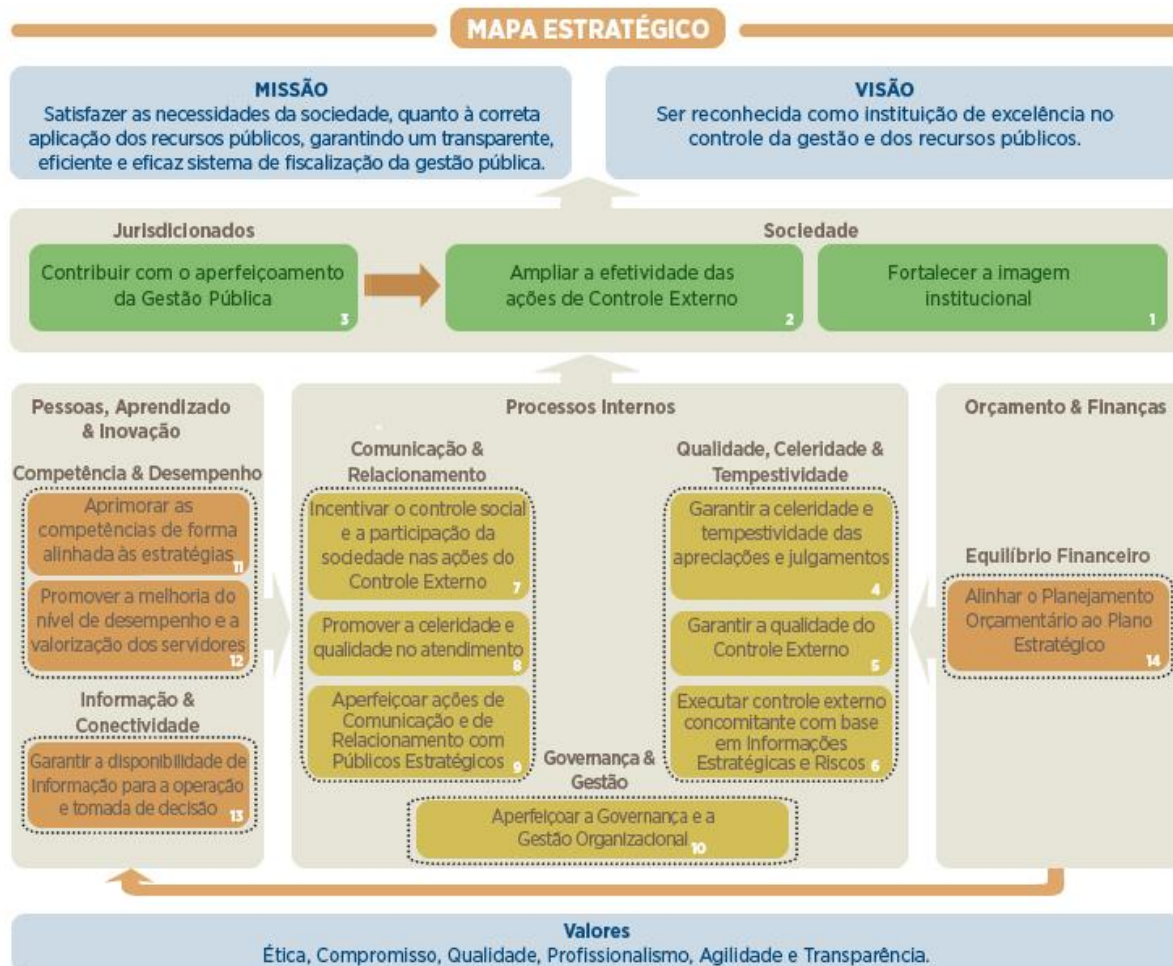 MAPA ESTRATÉGICO
MISSÃO
Satisfazer as necessidades da sociedade, quanto à correta
aplicação dos recursos públicos, garantindo um transparente,
eficiente e eficaz sistema de fiscalização da gestão pública.
VISÃO
Ser reconhecida como instituição de excelência no
controle da gestão e dos recursos públicos.
Jurisdicionados
Contribuir com o aperfeiçoamento
da Gestão Pública
3
Sociedade
Ampliar a efetividade das
ações de Controle Externo
2
Fortalecer a imagem
institucional
1
Pessoas, Aprendizado
& Inovação
Competência & Desempenho
Aprimorar as
competências de forma
alinhada às estratégias
11
Promover a melhoria do
nível de desempenho e a
valorização dos servidores
12
Informação &
Conectividade
Garantir a disponibilidade de
Informação para a operação
e tomada de decisão
13
Processos Internos
Comunicação &
Relacionamento
Incentivar o controle social
e a participação da
sociedade nas ações do
Controle Externo
7
Promover a celeridade e
qualidade no atendimento
8
Aperfeiçoar ações de
Comunicação e de
Relacionamento com
Públicos Estratégicos
9
Qualidade, Celeridade &
Tempestividade
Garantir a celeridade e
tempestividade das
apreciações e julgamentos
4
Garantir a qualidade do
Controle Externo
5
Executar controle externo
concomitante com base
em Informações
Estratégicas e Riscos
6
Governança &
Gestão
Aperfeiçoar a Governança e a
Gestão Organizacional
10
Orçamento & Finanças
Equilíbrio Financeiro
Alinhar o Planejamento
Orçamentário ao Plano
Estratégico
14
Valores
Ética, Compromisso, Qualidade, Profissionalismo, Agilidade e Transparência.